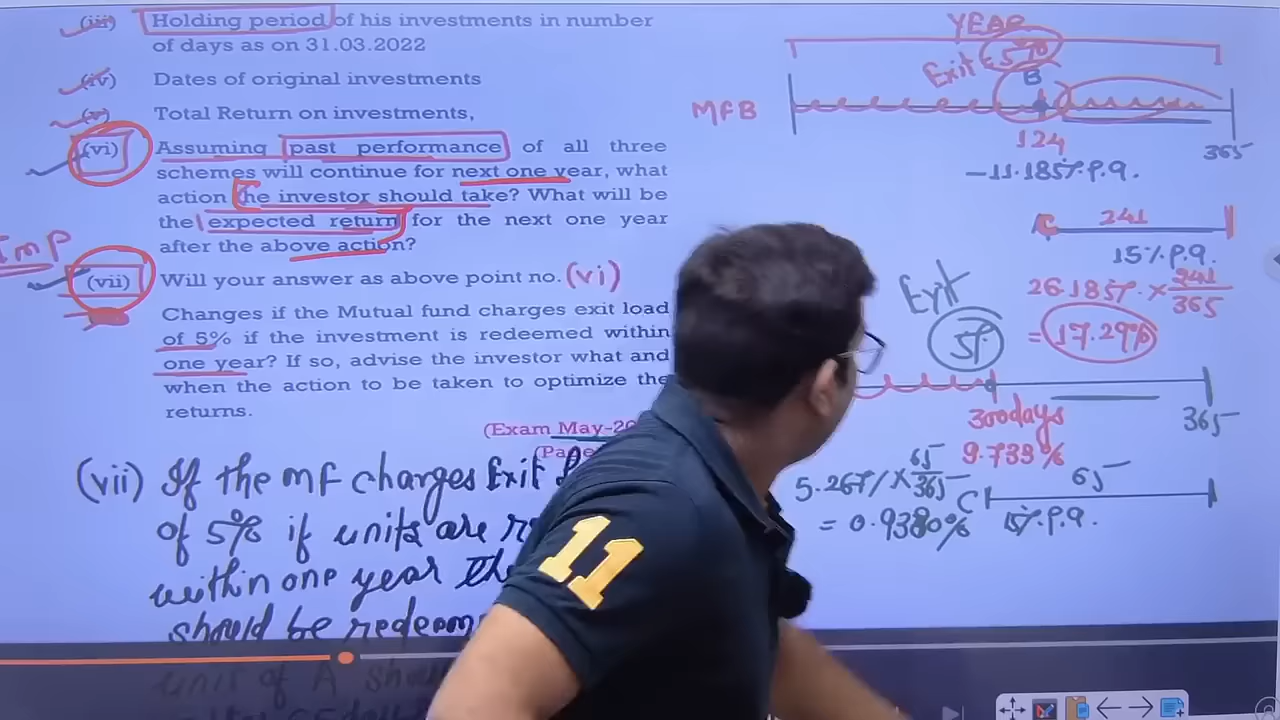 (iii) Holding period of his investments in number
of days as on 31.03.2022
(iv) Dates of original investments
(v) Total Return on investments,
(vi) Assuming past performance of all three
schemes will continue for next one year, what
action the investor should take? What will be
the expected return for the next one year
after the above action?
Imp
(vii) Will your answer as above point no. (vi)
Changes if the Mutual fund charges exit load
of 5% if the investment is redeemed within
one year? If so, advise the investor what and
when the action to be taken to optimize the
returns.
(Exam May-20
(Page
(vii) If the MF charges Exit
of 5% if units are
within one year
should be redeem
unit of A
YEAR
Exit 5%
B
MFB
124
365
-11.185% p.a.
241
C
15% p.a.
26.185% × 241/365
= 17.29%
Exit
5%
300 days
365
9.733%
5.267% × 65/365
= 0.9380%
C
65
15% p.a.
11